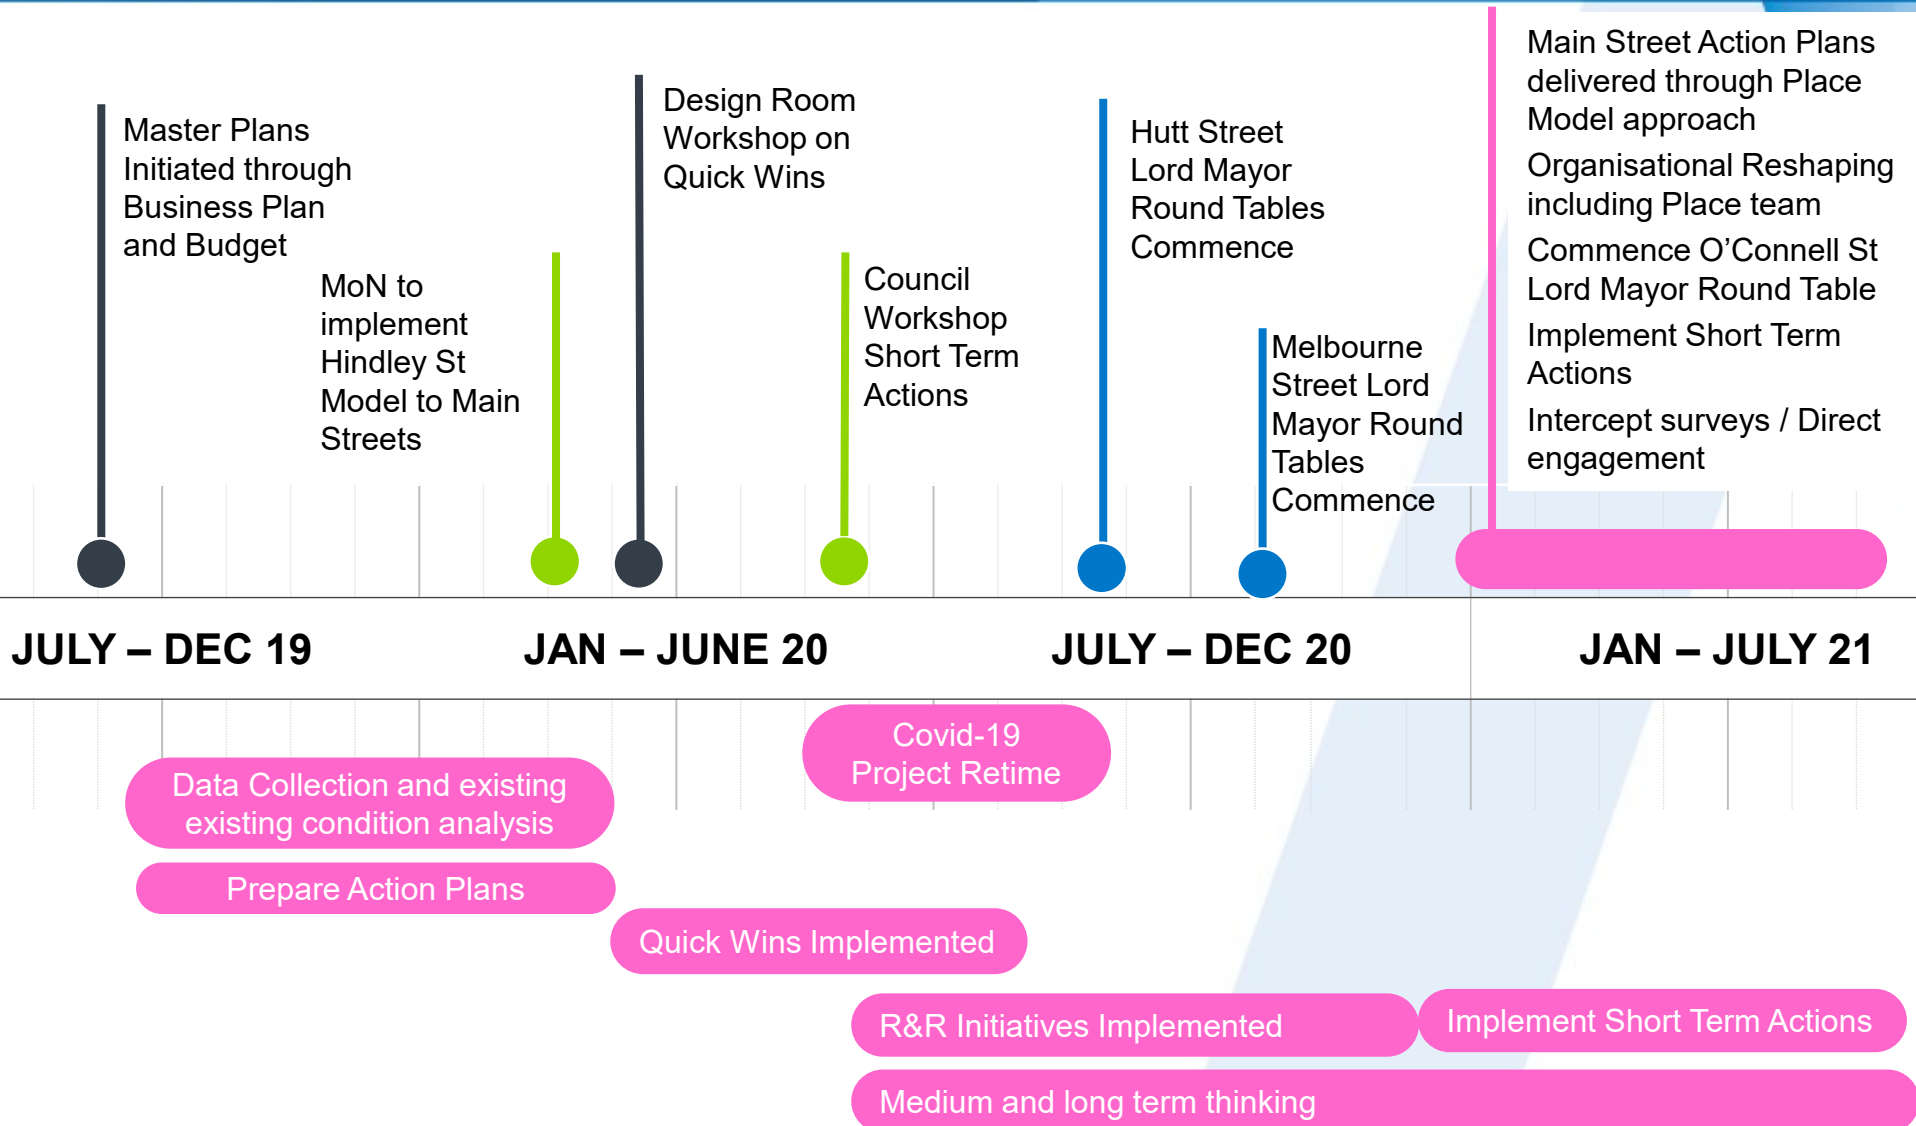 Master Plans
Initiated through
Business Plan
and Budget
MoN to
implement
Hindley St
Model to Main
Streets
Design Room
Workshop on
Quick Wins
Council
Workshop
Short Term
Actions
Hutt Street
Lord Mayor
Round Tables
Commence
Melbourne
Street Lord
Mayor Round
Tables
Commence
Main Street Action Plans
delivered through Place
Model approach
Organisational Reshaping
including Place team
Commence O’Connell St
Lord Mayor Round Table
Implement Short Term
Actions
Intercept surveys / Direct
engagement
JULY – DEC 19
JAN – JUNE 20
JULY – DEC 20
JAN – JULY 21
Covid-19
Project Retime
Data Collection and existing
existing condition analysis
Prepare Action Plans
Quick Wins Implemented
R&R Initiatives Implemented
Implement Short Term Actions
Medium and long term thinking